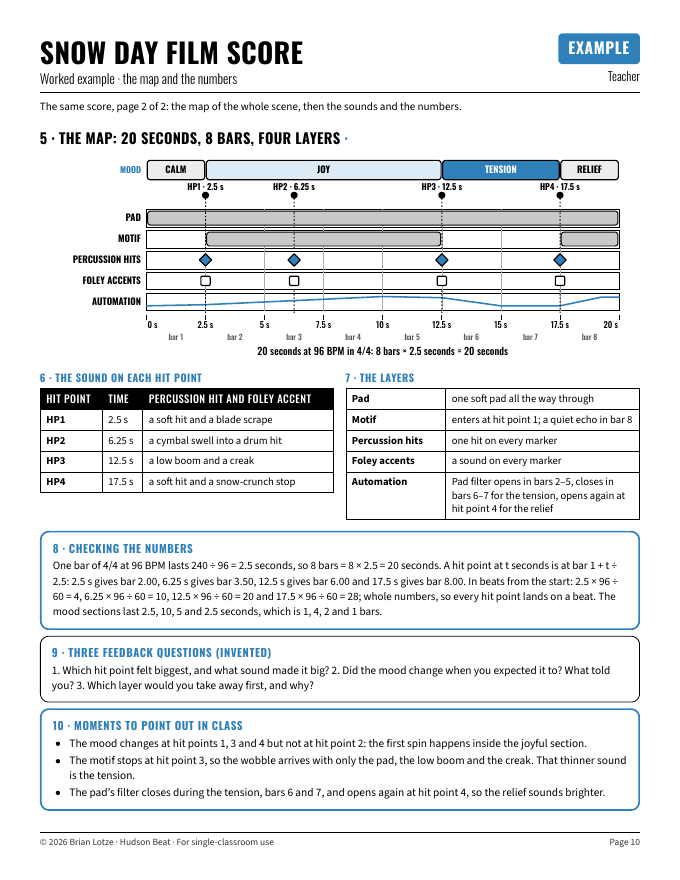 SNOW DAY FILM SCORE
EXAMPLE
Worked example · the map and the numbers
Teacher
The same score, page 2 of 2: the map of the whole scene, then the sounds and the numbers.
5 · THE MAP: 20 SECONDS, 8 BARS, FOUR LAYERS ·
MOOD CALM JOY TENSION RELIEF
HP1 · 2.5 s HP2 · 6.25 s HP3 · 12.5 s HP4 · 17.5 s
PAD
MOTIF
PERCUSSION HITS
FOLEY ACCENTS
AUTOMATION
0 s 2.5 s 5 s 7.5 s 10 s 12.5 s 15 s 17.5 s 20 s
bar 1 bar 2 bar 3 bar 4 bar 5 bar 6 bar 7 bar 8
20 seconds at 96 BPM in 4/4: 8 bars × 2.5 seconds = 20 seconds
6 · THE SOUND ON EACH HIT POINT
HIT POINT TIME PERCUSSION HIT AND FOLEY ACCENT
HP1 2.5 s a soft hit and a blade scrape
HP2 6.25 s a cymbal swell into a drum hit
HP3 12.5 s a low boom and a creak
HP4 17.5 s a soft hit and a snow-crunch stop
7 · THE LAYERS
Pad one soft pad all the way through
Motif enters at hit point 1; a quiet echo in bar 8
Percussion hits one hit on every marker
Foley accents a sound on every marker
Automation Pad filter opens in bars 2–5, closes in
bars 6–7 for the tension, opens again at
hit point 4 for the relief
8 · CHECKING THE NUMBERS
One bar of 4/4 at 96 BPM lasts 240 ÷ 96 = 2.5 seconds, so 8 bars = 8 × 2.5 = 20 seconds. A hit point at t seconds is at bar 1 + t ÷
2.5: 2.5 s gives bar 2.00, 6.25 s gives bar 3.50, 12.5 s gives bar 6.00 and 17.5 s gives bar 8.00. In beats from the start: 2.5 × 96 ÷
60 = 4, 6.25 × 96 ÷ 60 = 10, 12.5 × 96 ÷ 60 = 20 and 17.5 × 96 ÷ 60 = 28; whole numbers, so every hit point lands on a beat. The
mood sections last 2.5, 10, 5 and 2.5 seconds, which is 1, 4, 2 and 1 bars.
9 · THREE FEEDBACK QUESTIONS (INVENTED)
1. Which hit point felt biggest, and what sound made it big? 2. Did the mood change when you expected it to? What told
you? 3. Which layer would you take away first, and why?
10 · MOMENTS TO POINT OUT IN CLASS
• The mood changes at hit points 1, 3 and 4 but not at hit point 2: the first spin happens inside the joyful section.
• The motif stops at hit point 3, so the wobble arrives with only the pad, the low boom and the creak. That thinner sound
is the tension.
• The pad’s filter closes during the tension, bars 6 and 7, and opens again at hit point 4, so the relief sounds brighter.
© 2026 Brian Lotze · Hudson Beat · For single-classroom use
Page 10